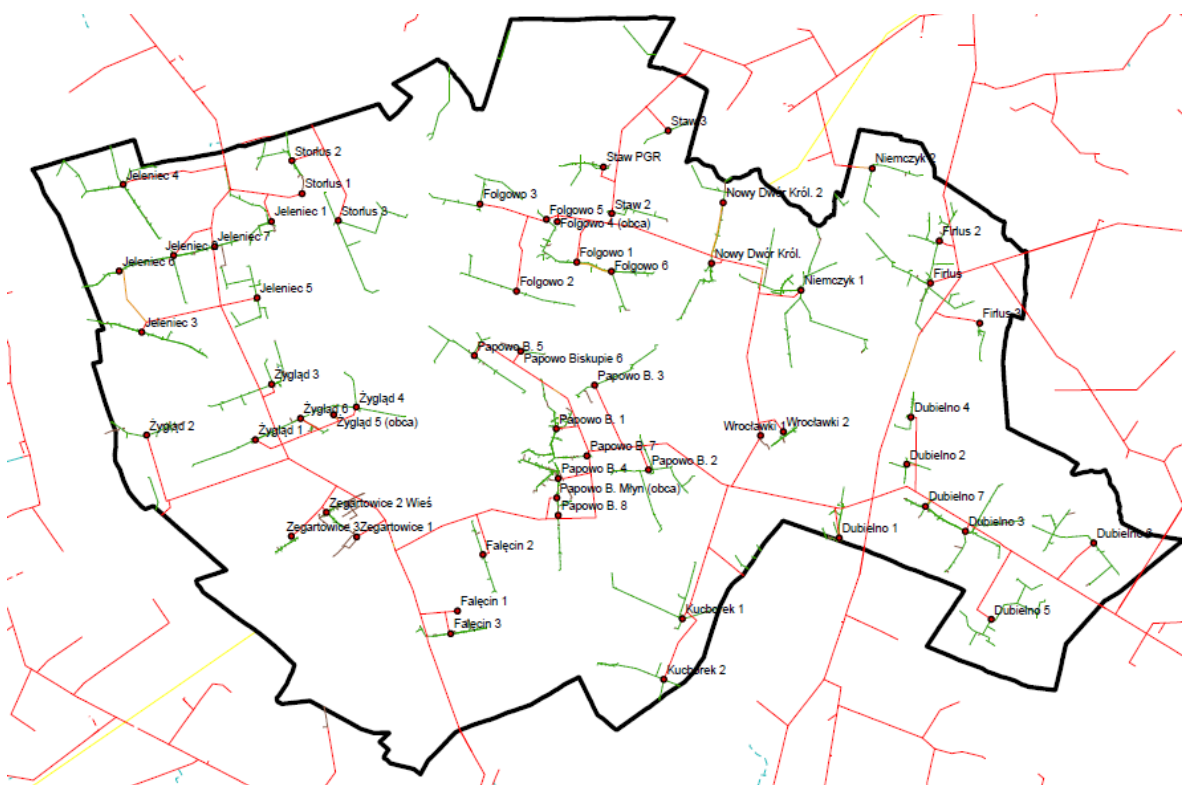 Staw 3
Storlus 2
Staw PGR
Niemczyk 2
Jeleniec 4
Storlus 1
Folgowo 3
Nowy Dwór Król. 2
Jeleniec 1
Storlus 3
Folgowo 5
Staw 2
Folgowo 4 (obca)
Firlus 2
Jeleniec 7
Jeleniec 6
Folgowo 1
Nowy Dwór Król.
Folgowo 6
Firlus
Jeleniec 5
Folgowo 2
Niemczyk 1
Jeleniec 3
Firlus 3
Papowo B. 5
Papowo Biskupie 6
Żygląd 3
Papowo B. 3
Żygląd 4
Żygląd 6
Żygląd 5 (obca)
Dubielno 4
Żygląd 2
Żygląd 1
Papowo B. 1
Wrocławki 1
Wrocławki 2
Papowo B. 7
Papowo B. 4
Papowo B. 2
Dubielno 2
Papowo B. Młyn (obca)
Zegartowice 2 Wieś
Papowo B. 8
Dubielno 7
Zegartowice 3
Zegartowice 1
Dubielno 1
Dubielno 3
Falęcin 2
Falęcin 1
Falęcin 3
Kucborek 1
Dubielno 5
Kucborek 2